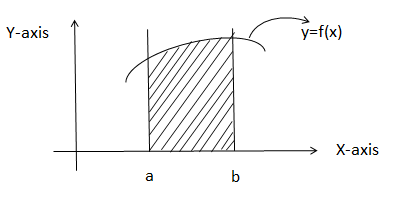 Y-axis
y=f(x)
X-axis
a
b